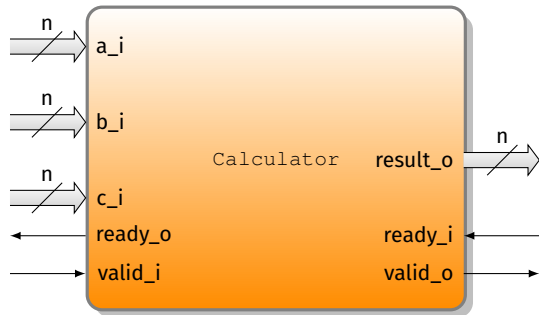 n
a_i
n
b_i
n
c_i
ready_o
valid_i
Calculator
n
result_o
ready_i
valid_o